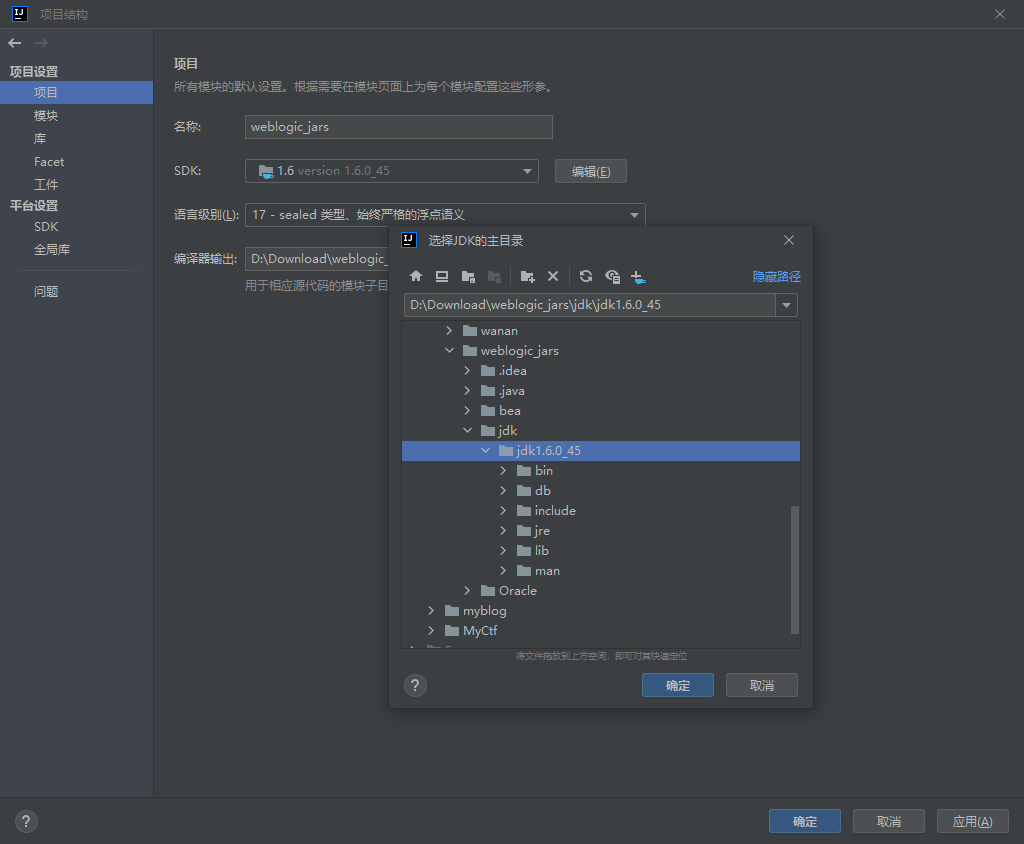 项目结构
项目设置
项目
模块
库
Facet
工件
平台设置
SDK
全局库
问题
项目
所有模块的默认设置。根据需要在模块页面上为每个模块配置这些形参。
名称:
weblogic_jars
SDK:
1.6 version 1.6.0_45
编辑(E)
语言级别(L):
17 - sealed 类型、始终严格的浮点语义
编译器输出:
D:\Download\weblogic_
用于相应源代码的模块子目
选择JDK的主目录
隐藏路径
D:\Download\weblogic_jars\jdk\jdk1.6.0_45
wanan
weblogic_jars
.idea
.java
bea
jdk
jdk1.6.0_45
bin
db
include
jre
lib
man
Oracle
myblog
MyCtf
将文件拖放到上方空间，即可对其快速定位
?
确定
取消
?
确定
取消
应用(A)